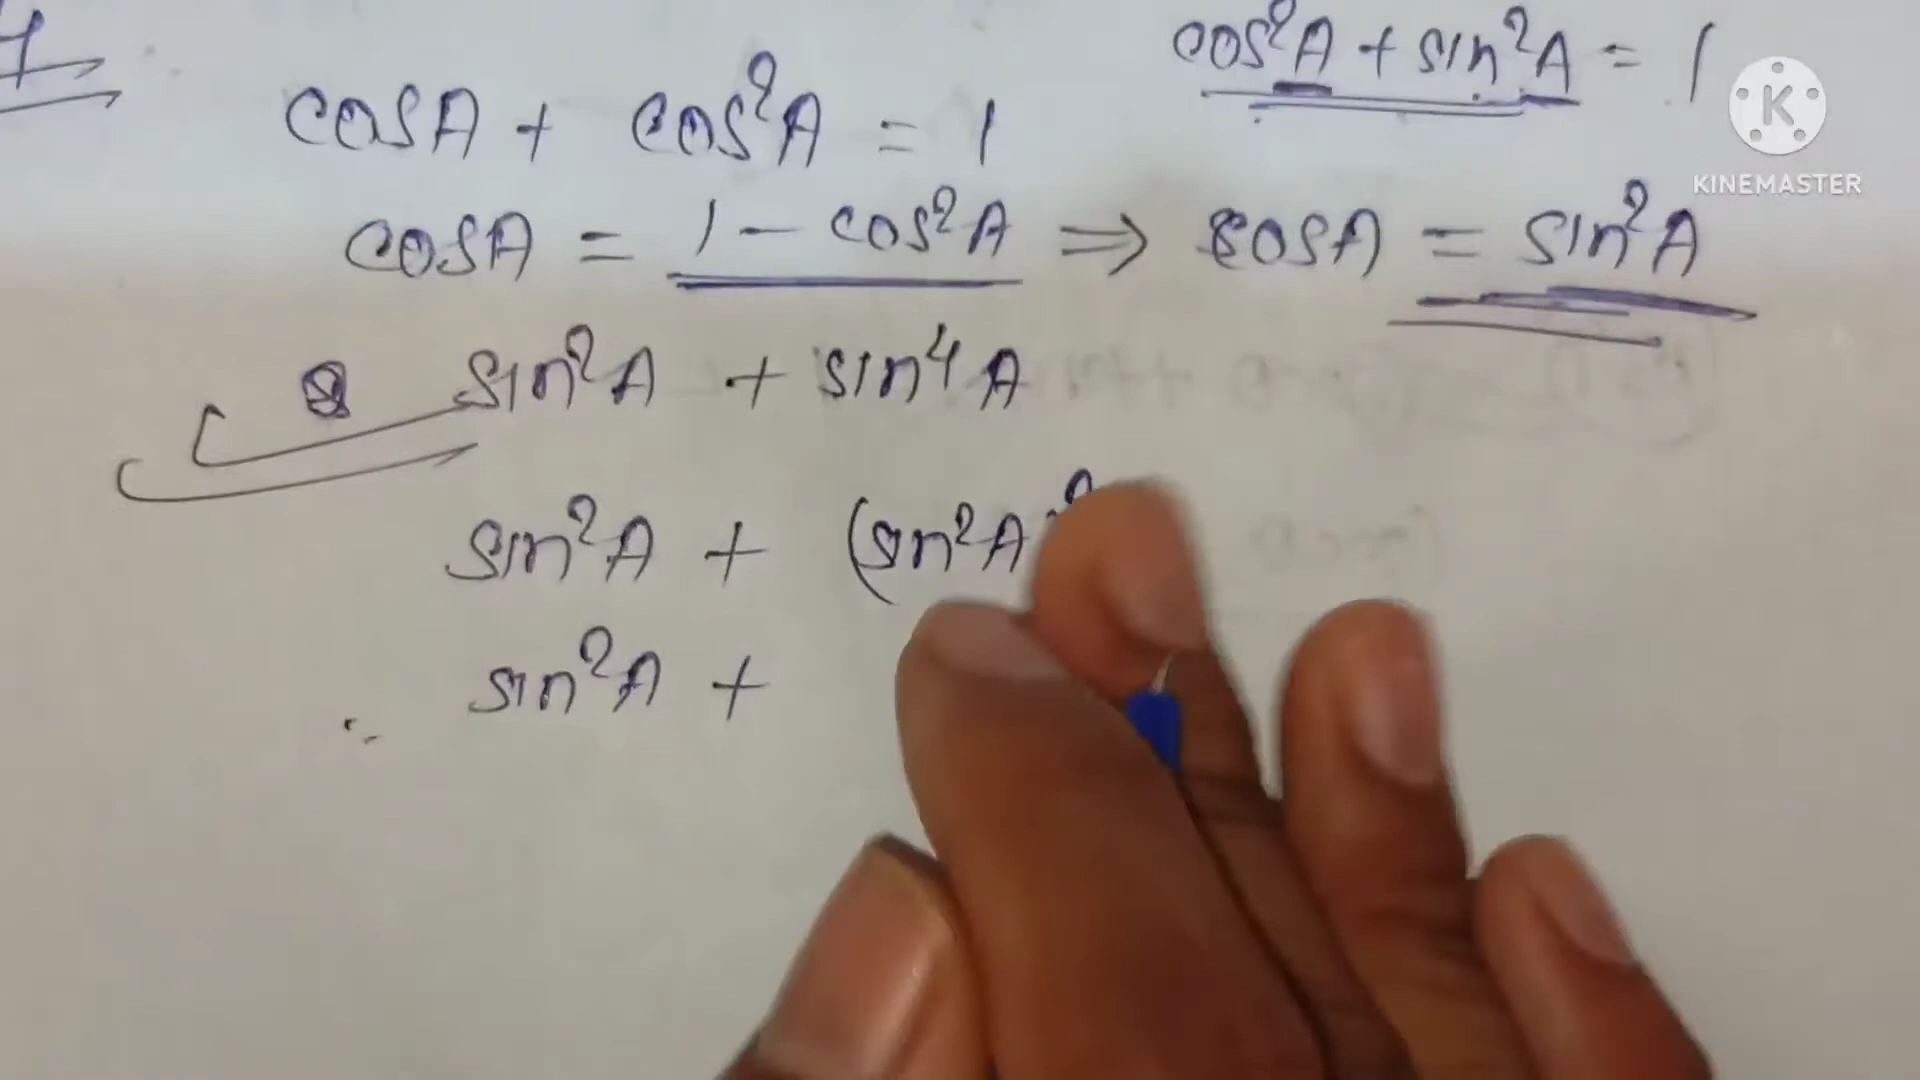 cos²A + sin²A = 1
cosA + cos²A = 1
KINEMASTER
cosA = 1 - cos²A ⇒ cosA = sin²A
sin²A + sin⁴A
sin²A + (sin²A
sin²A +